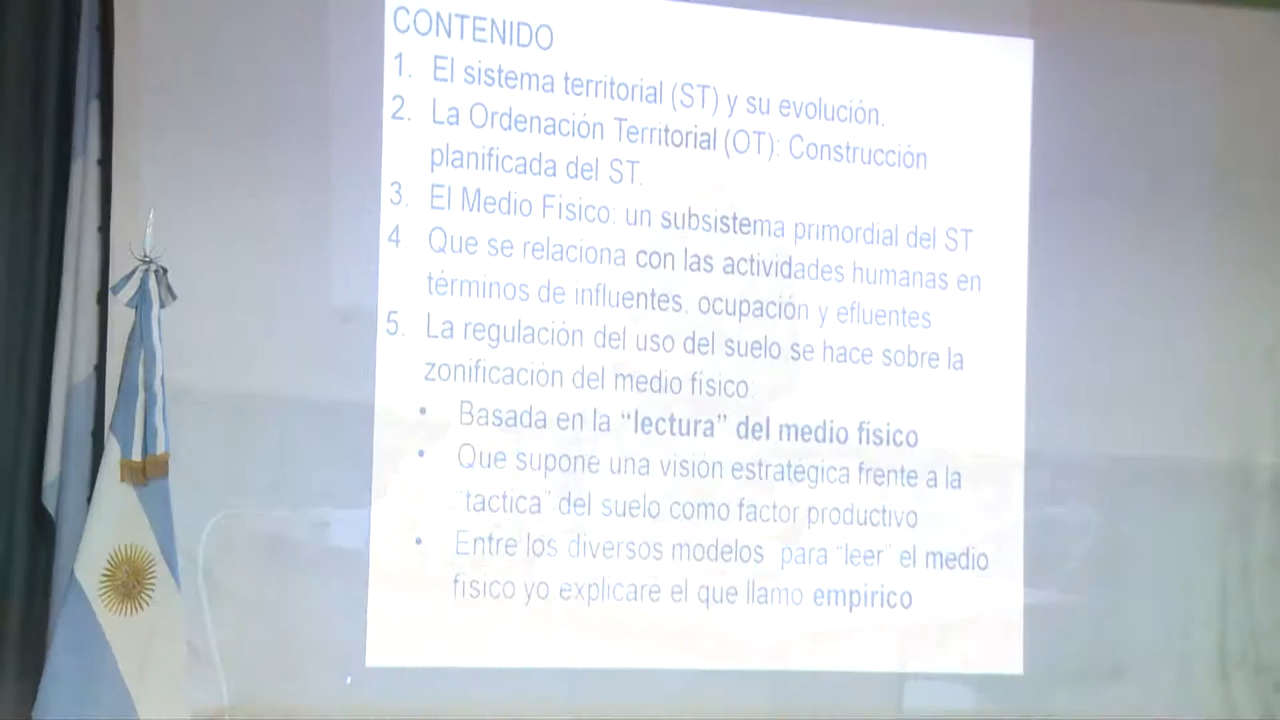 CONTENIDO
1. El sistema territorial (ST) y su evolución.
2. La Ordenación Territorial (OT): Construcción
planificada del ST.
3. El Medio Físico: un subsistema primordial del ST
4 Que se relaciona con las actividades humanas en
términos de influentes, ocupación y efluentes
5. La regulación del uso del suelo se hace sobre la
zonificación del medio físico.
• Basada en la “lectura” del medio físico
• Que supone una visión estratégica frente a la
“tactica” del suelo como factor productivo
• Entre los diversos modelos para “leer” el medio
físico yo explicaré el que llamo empírico